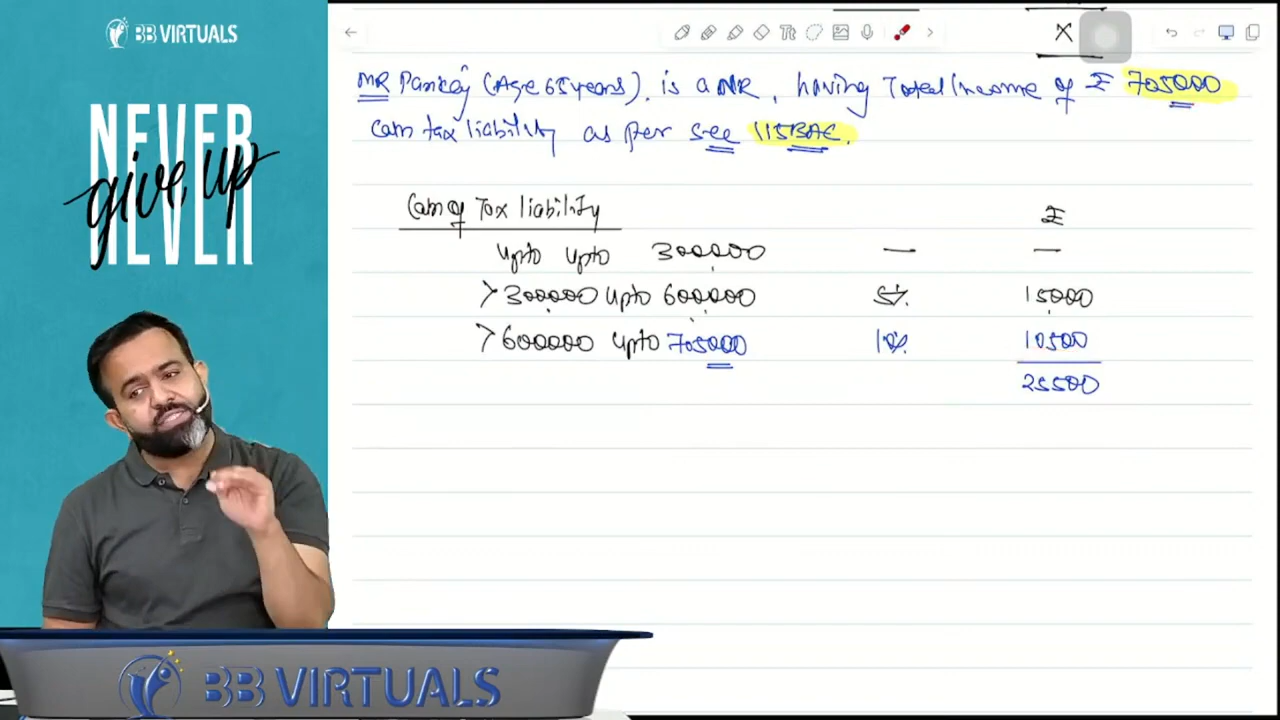 BB VIRTUALS
NEVER
give up
NEVER
MR Pankaj (Age 65 years), is a NR, having Total Income of ₹ 705000
Com tax liability as per sec 115BAC.
Com of Tax liability ₹
upto upto 300000 — —
> 300000 upto 600000 5% 15000
> 600000 upto 705000 10% 10500
25500
BB VIRTUALS